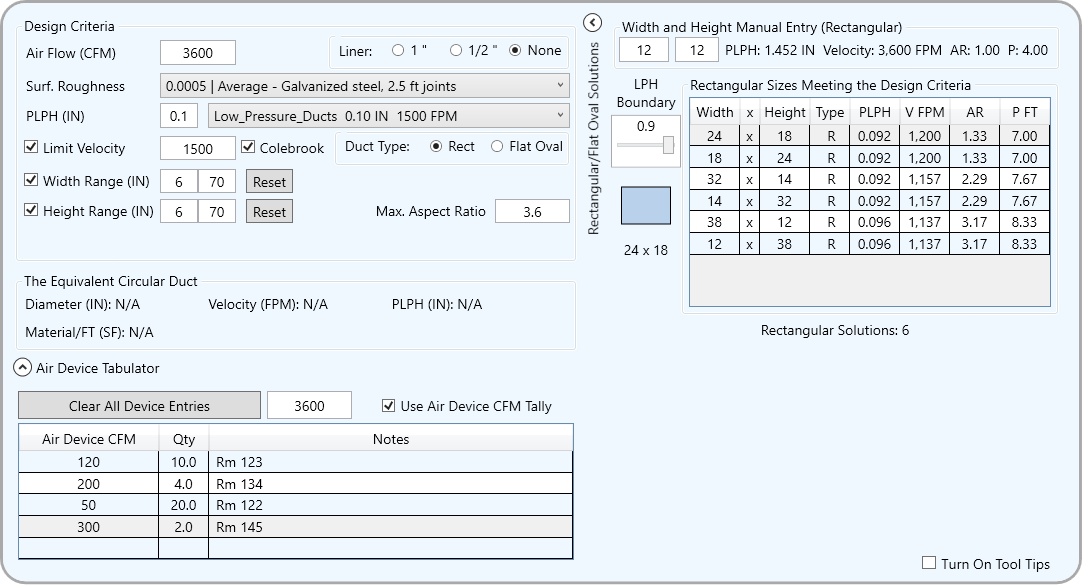 Design Criteria
Air Flow (CFM) 3600 Liner: 1 " 1/2 " None
Surf. Roughness 0.0005 | Average - Galvanized steel, 2.5 ft joints
PLPH (IN) 0.1 Low_Pressure_Ducts 0.10 IN 1500 FPM
Limit Velocity 1500 Colebrook Duct Type: Rect Flat Oval
Width Range (IN) 6 70 Reset
Height Range (IN) 6 70 Reset Max. Aspect Ratio 3.6
The Equivalent Circular Duct
Diameter (IN): N/A Velocity (FPM): N/A PLPH (IN): N/A
Material/FT (SF): N/A
Air Device Tabulator
Clear All Device Entries 3600 Use Air Device CFM Tally
Air Device CFM Qty Notes
120 10.0 Rm 123
200 4.0 Rm 134
50 20.0 Rm 122
300 2.0 Rm 145
Rectangular/Flat Oval Solutions
Width and Height Manual Entry (Rectangular)
12 12 PLPH: 1.452 IN Velocity: 3,600 FPM AR: 1.00 P: 4.00
LPH
Boundary
0.9
24 x 18
Rectangular Sizes Meeting the Design Criteria
Width x Height Type PLPH V FPM AR P FT
24 x 18 R 0.092 1,200 1.33 7.00
18 x 24 R 0.092 1,200 1.33 7.00
32 x 14 R 0.092 1,157 2.29 7.67
14 x 32 R 0.092 1,157 2.29 7.67
38 x 12 R 0.096 1,137 3.17 8.33
12 x 38 R 0.096 1,137 3.17 8.33
Rectangular Solutions: 6
Turn On Tool Tips